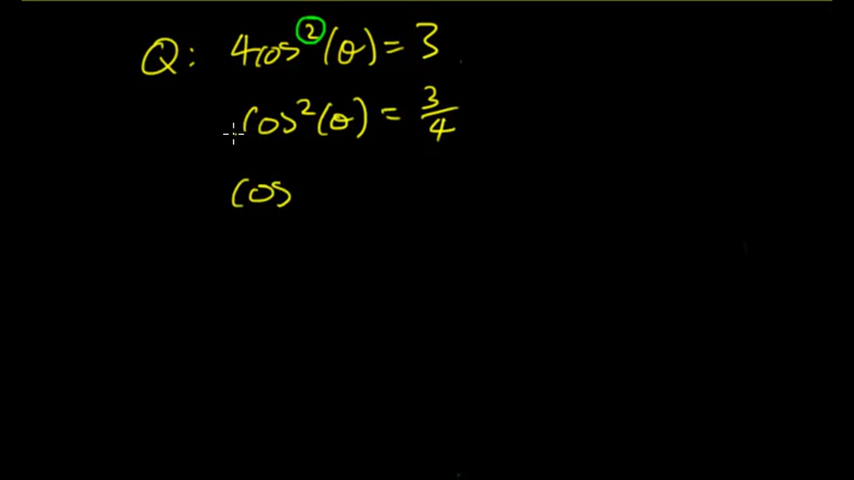 Q: 4cos²(θ) = 3
cos²(θ) = 3/4
cos